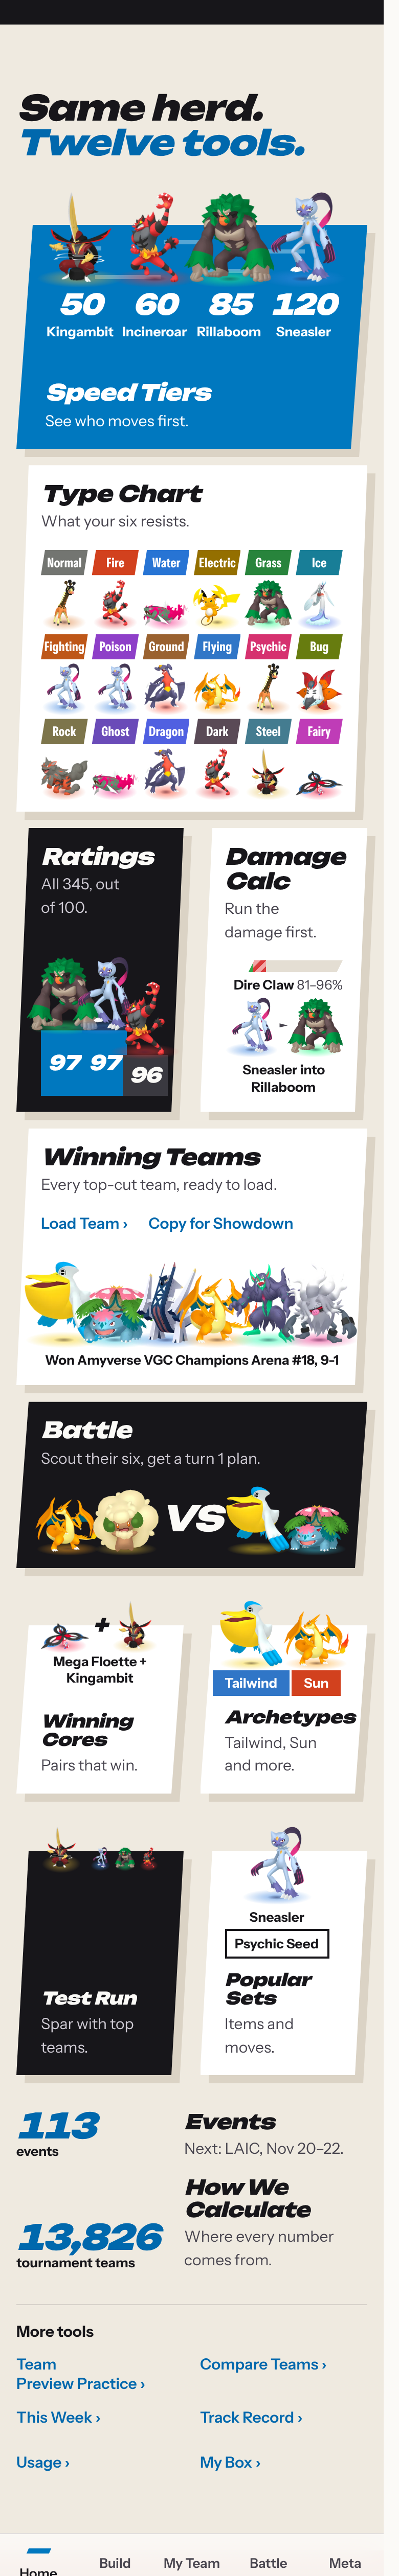 Same herd.
Twelve tools.
50 60 85 120
Kingambit Incineroar Rillaboom Sneasler
Speed Tiers
See who moves first.
Type Chart
What your six resists.
Normal Fire Water Electric Grass Ice
Fighting Poison Ground Flying Psychic Bug
Rock Ghost Dragon Dark Steel Fairy
Ratings
All 345, out
of 100.
97 97 96
Damage
Calc
Run the
damage first.
Dire Claw 81–96%
Sneasler into
Rillaboom
Winning Teams
Every top-cut team, ready to load.
Load Team › Copy for Showdown
Won Amyverse VGC Champions Arena #18, 9-1
Battle
Scout their six, get a turn 1 plan.
VS
+
Mega Floette +
Kingambit
Winning
Cores
Pairs that win.
Tailwind Sun
Archetypes
Tailwind, Sun
and more.
Test Run
Spar with top
teams.
Sneasler
Psychic Seed
Popular
Sets
Items and
moves.
113
events
13,826
tournament teams
Events
Next: LAIC, Nov 20–22.
How We
Calculate
Where every number
comes from.
More tools
Team
Preview Practice ›
Compare Teams ›
This Week ›
Track Record ›
Usage ›
My Box ›
Home Build My Team Battle Meta